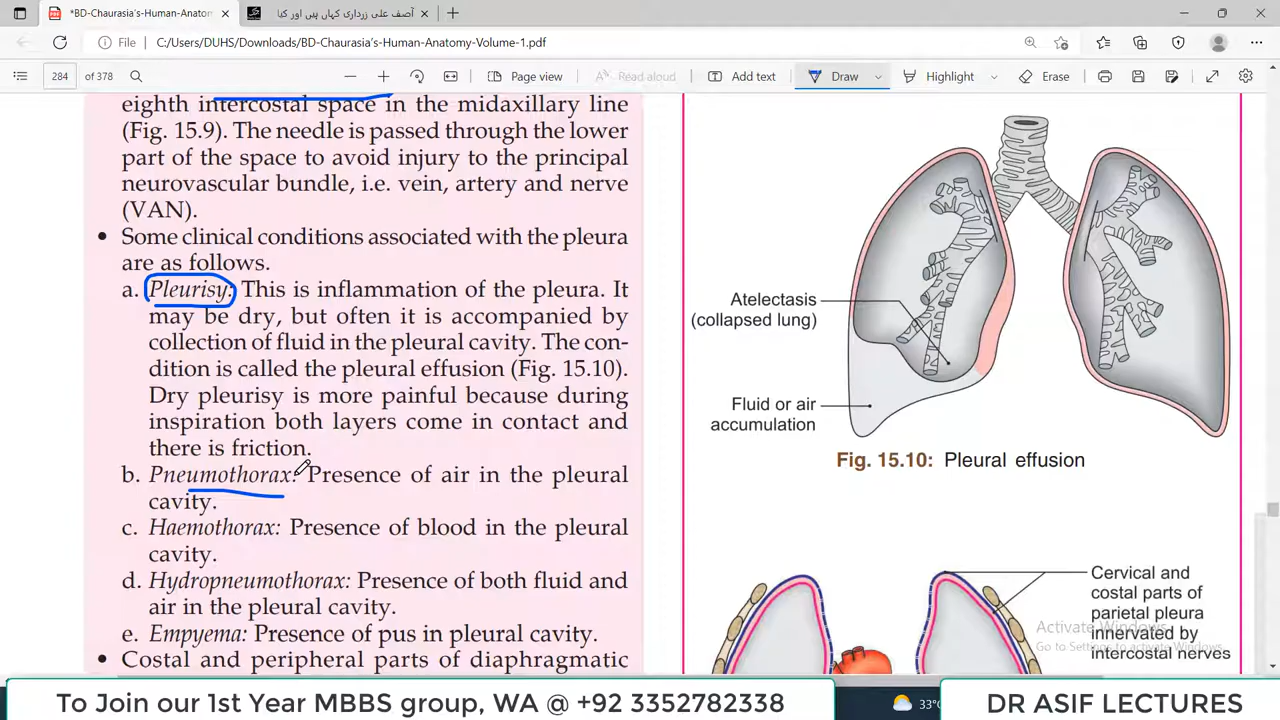 *BD-Chaurasia's-Human-Anatom
آصف علی زرداری کہاں ہیں اور کیا
File
C:/Users/DUHS/Downloads/BD-Chaurasia's-Human-Anatomy-Volume-1.pdf
284 of 378
Page view
Read aloud
Add text
Draw
Highlight
Erase
eighth intercostal space in the midaxillary line
(Fig. 15.9). The needle is passed through the lower
part of the space to avoid injury to the principal
neurovascular bundle, i.e. vein, artery and nerve
(VAN).
• Some clinical conditions associated with the pleura
are as follows.
a. Pleurisy: This is inflammation of the pleura. It
may be dry, but often it is accompanied by
collection of fluid in the pleural cavity. The con-
dition is called the pleural effusion (Fig. 15.10).
Dry pleurisy is more painful because during
inspiration both layers come in contact and
there is friction.
b. Pneumothorax: Presence of air in the pleural
cavity.
c. Haemothorax: Presence of blood in the pleural
cavity.
d. Hydropneumothorax: Presence of both fluid and
air in the pleural cavity.
e. Empyema: Presence of pus in pleural cavity.
• Costal and peripheral parts of diaphragmatic
Atelectasis
(collapsed lung)
Fluid or air
accumulation
Fig. 15.10: Pleural effusion
Cervical and
costal parts of
parietal pleura
innervated by
intercostal nerves
Activate Windows
Go to Settings to activate Windows.
To Join our 1st Year MBBS group, WA @ +92 3352782338
33°
DR ASIF LECTURES